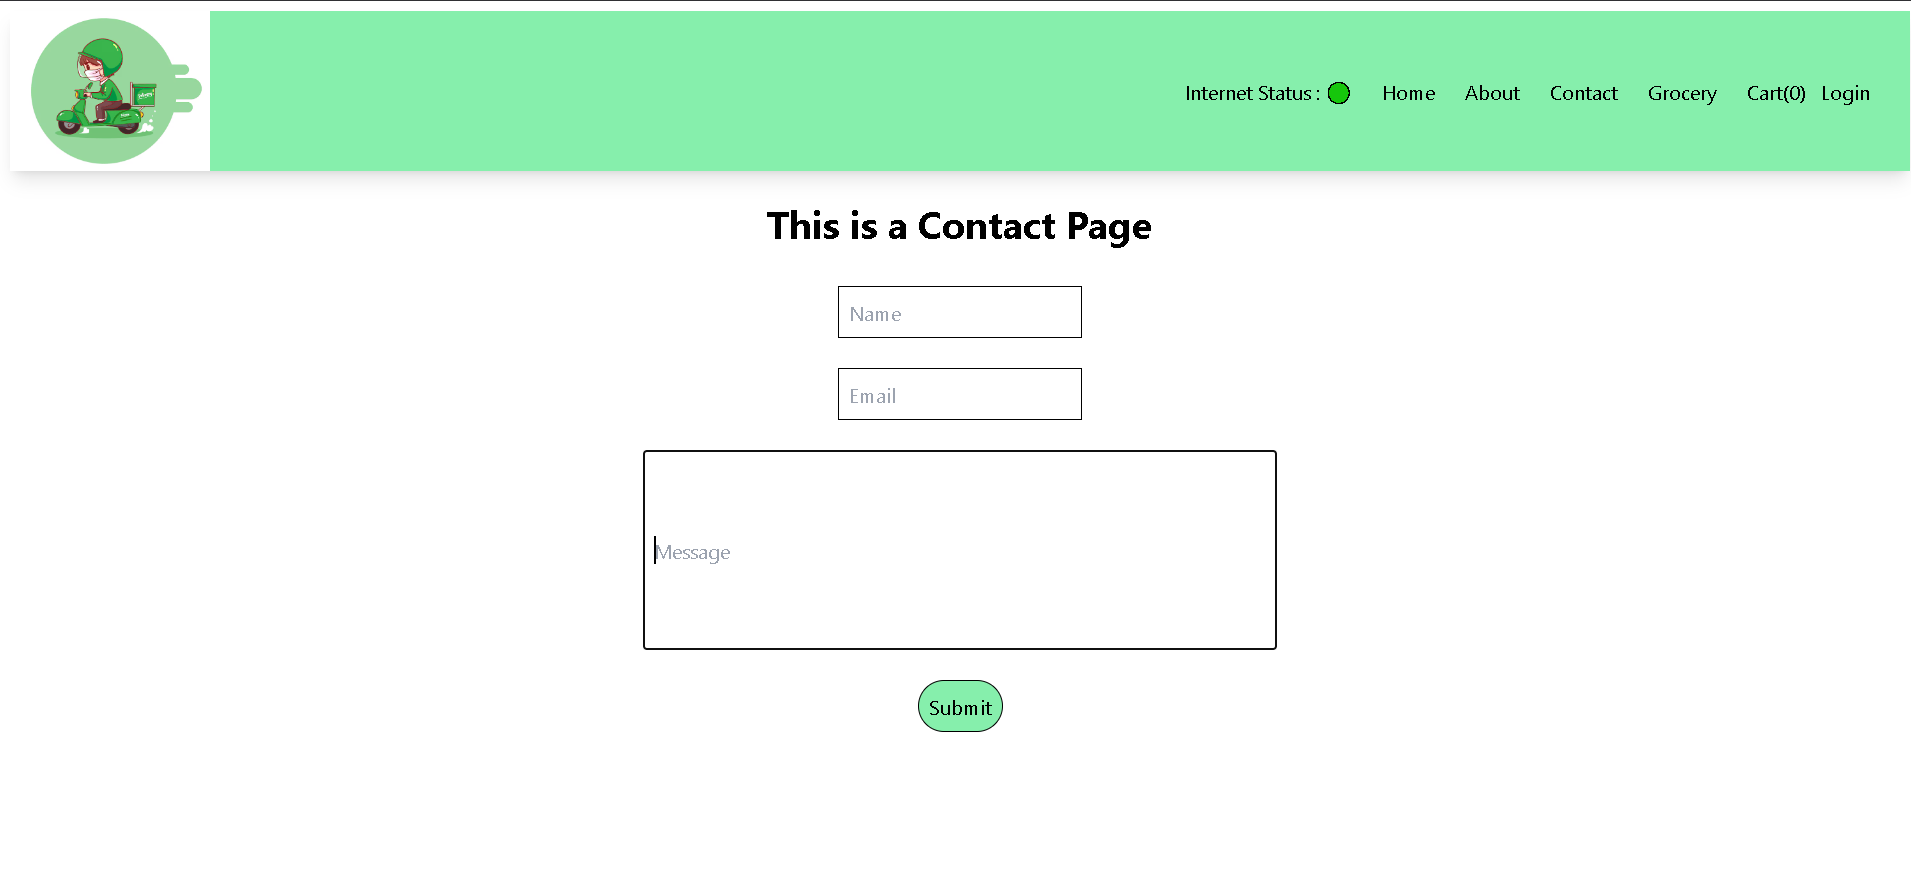 Internet Status : Home About Contact Grocery Cart(0) Login
This is a Contact Page
Name
Email
Message
Submit